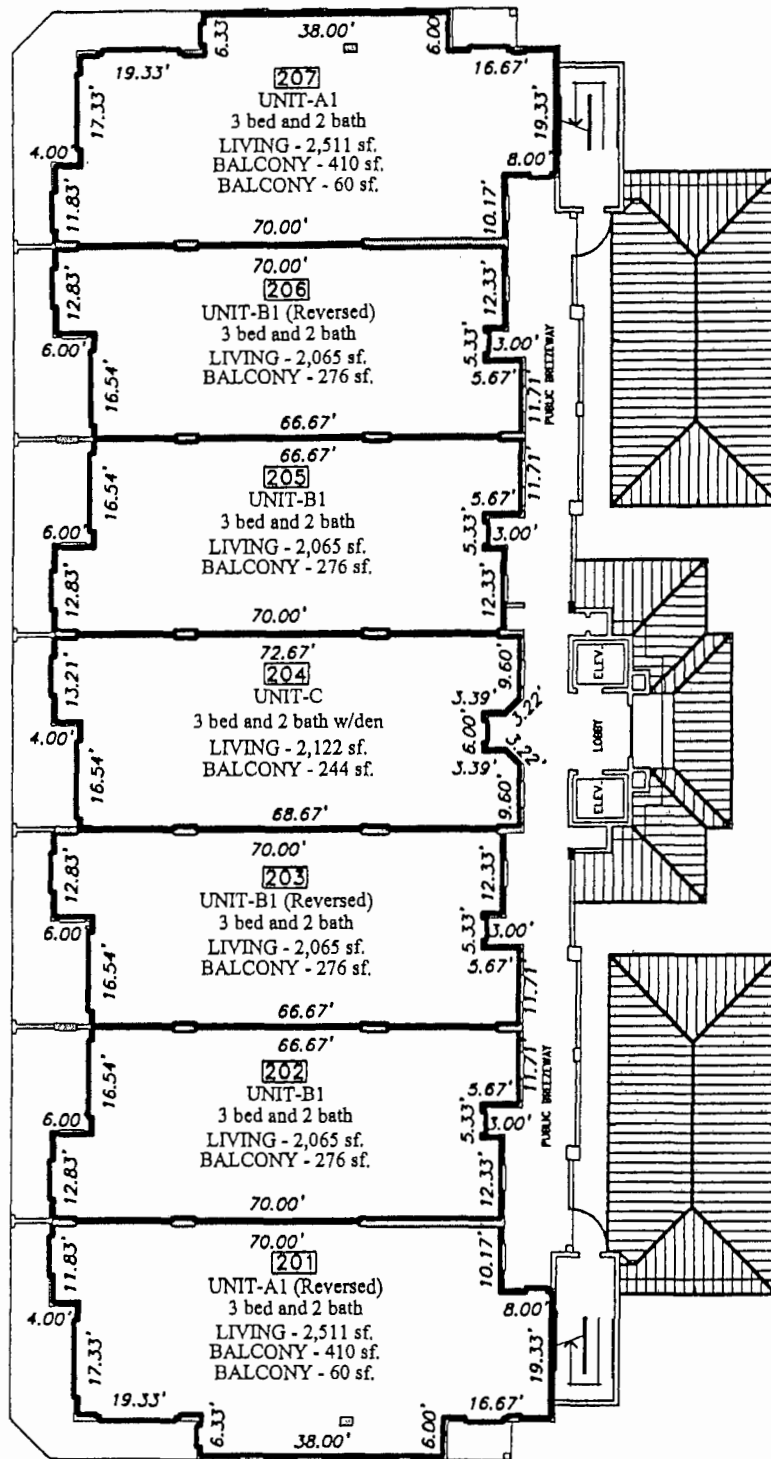 6.33'
38.00'
6.00'
19.33'
16.67'
207
UNIT-A1
3 bed and 2 bath
LIVING - 2,511 sf.
BALCONY - 410 sf.
BALCONY - 60 sf.
17.33'
19.33'
4.00'
8.00'
11.83'
10.17'
70.00'
70.00'
206
UNIT-B1 (Reversed)
3 bed and 2 bath
LIVING - 2,065 sf.
BALCONY - 276 sf.
12.83'
12.33'
6.00'
5.33'
3.00'
5.67'
16.54'
11.71'
PUBLIC BREEZEWAY
66.67'
66.67'
205
UNIT-B1
3 bed and 2 bath
LIVING - 2,065 sf.
BALCONY - 276 sf.
16.54'
11.71'
5.67'
6.00'
5.33'
3.00'
12.83'
12.33'
70.00'
72.67'
204
UNIT-C
3 bed and 2 bath w/den
LIVING - 2,122 sf.
BALCONY - 244 sf.
13.21'
9.60'
3.39'
3.22'
4.00'
6.00'
3.22'
3.39'
16.54'
9.60'
ELEV.
LOBBY
ELEV.
68.67'
70.00'
203
UNIT-B1 (Reversed)
3 bed and 2 bath
LIVING - 2,065 sf.
BALCONY - 276 sf.
12.83'
12.33'
6.00'
5.33'
3.00'
5.67'
16.54'
11.71
66.67'
66.67'
202
UNIT-B1
3 bed and 2 bath
LIVING - 2,065 sf.
BALCONY - 276 sf.
16.54'
11.71'
PUBLIC BREEZEWAY
5.67'
6.00'
5.33'
3.00'
12.83'
12.33'
70.00'
70.00'
201
UNIT-A1 (Reversed)
3 bed and 2 bath
LIVING - 2,511 sf.
BALCONY - 410 sf.
BALCONY - 60 sf.
11.83'
10.17'
4.00'
8.00'
17.33'
19.33'
19.33'
16.67'
6.33'
38.00'
6.00'